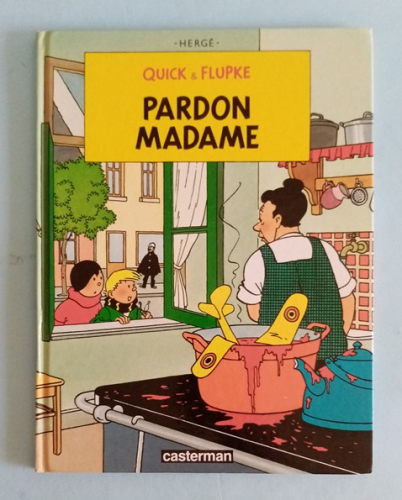 -HERGÉ-
QUICK & FLUPKE
PARDON
MADAME
casterman